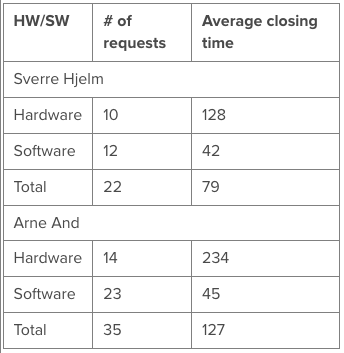 HW/SW # of requests Average closing time
Sverre Hjelm
Hardware 10 128
Software 12 42
Total 22 79
Arne And
Hardware 14 234
Software 23 45
Total 35 127